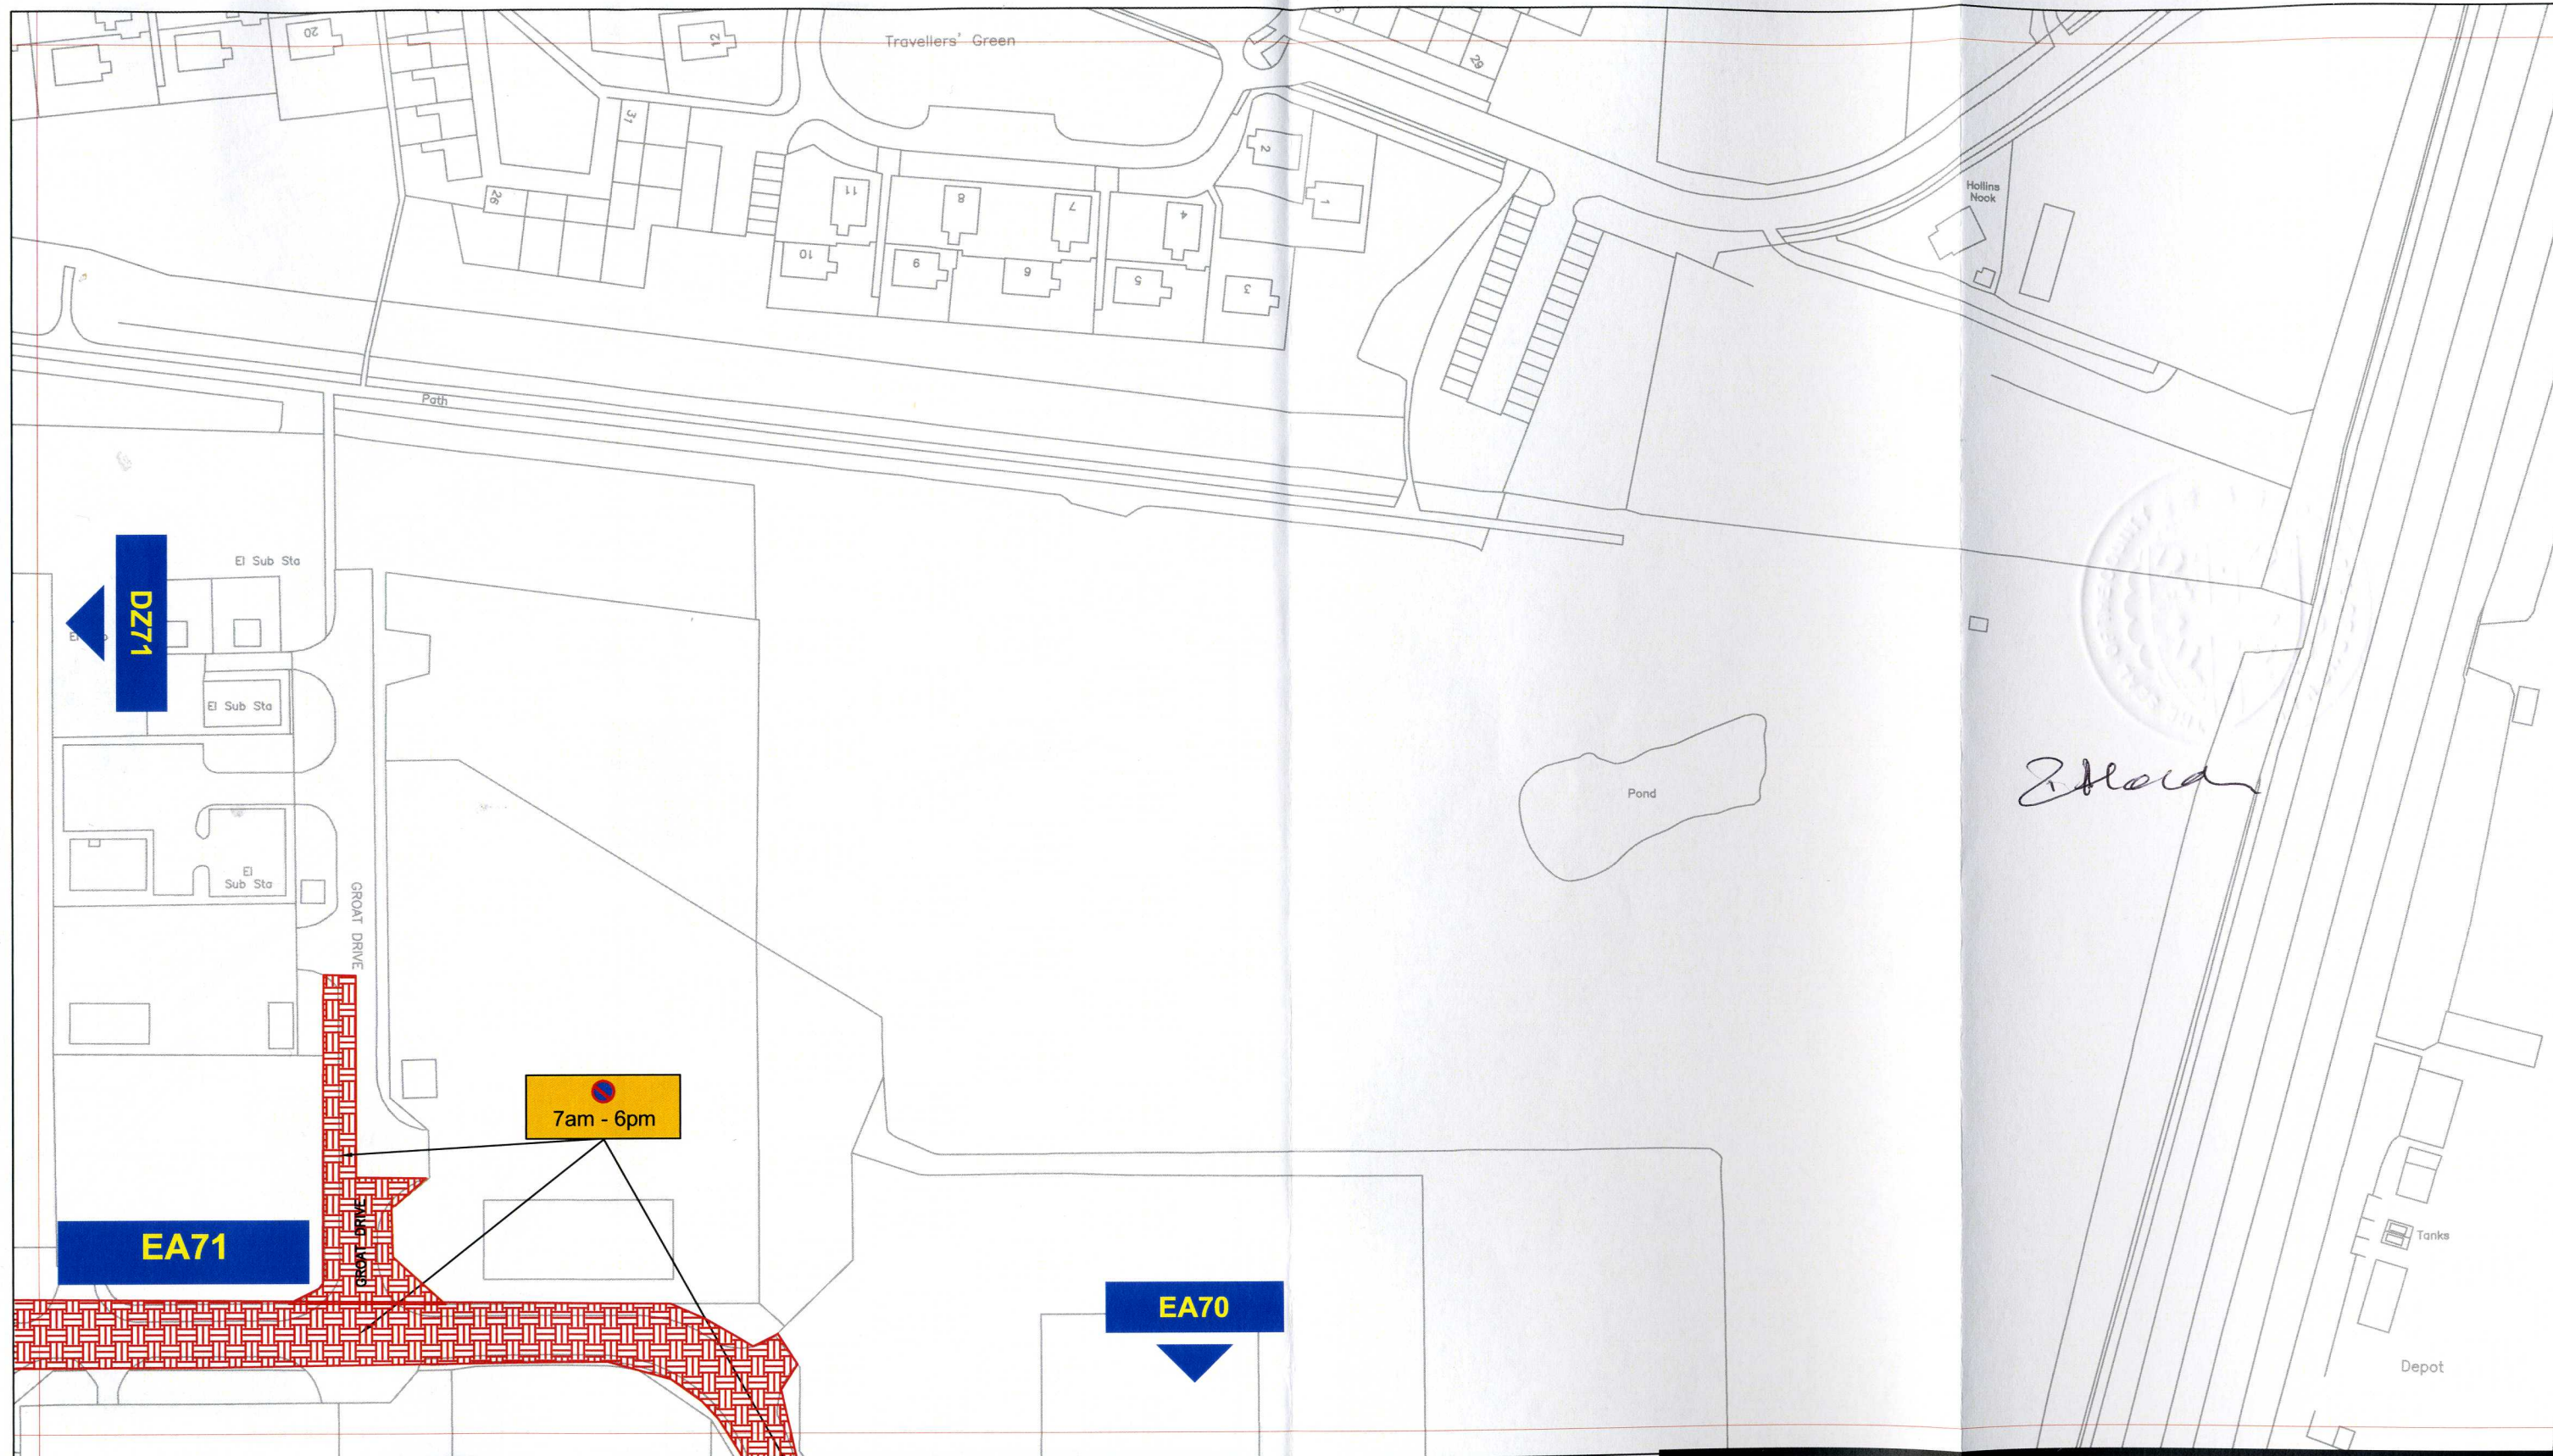 20
12
Travellers' Green
29
31
26
2
1
11
8
7
4
10
9
6
5
3
Hollins
Nook
Path
El Sub Sta
DZ71
El Sub Sta
Pond
El
Sub Sta
GROAT DRIVE
7am - 6pm
GROAT DRIVE
EA71
EA70
Tanks
Depot